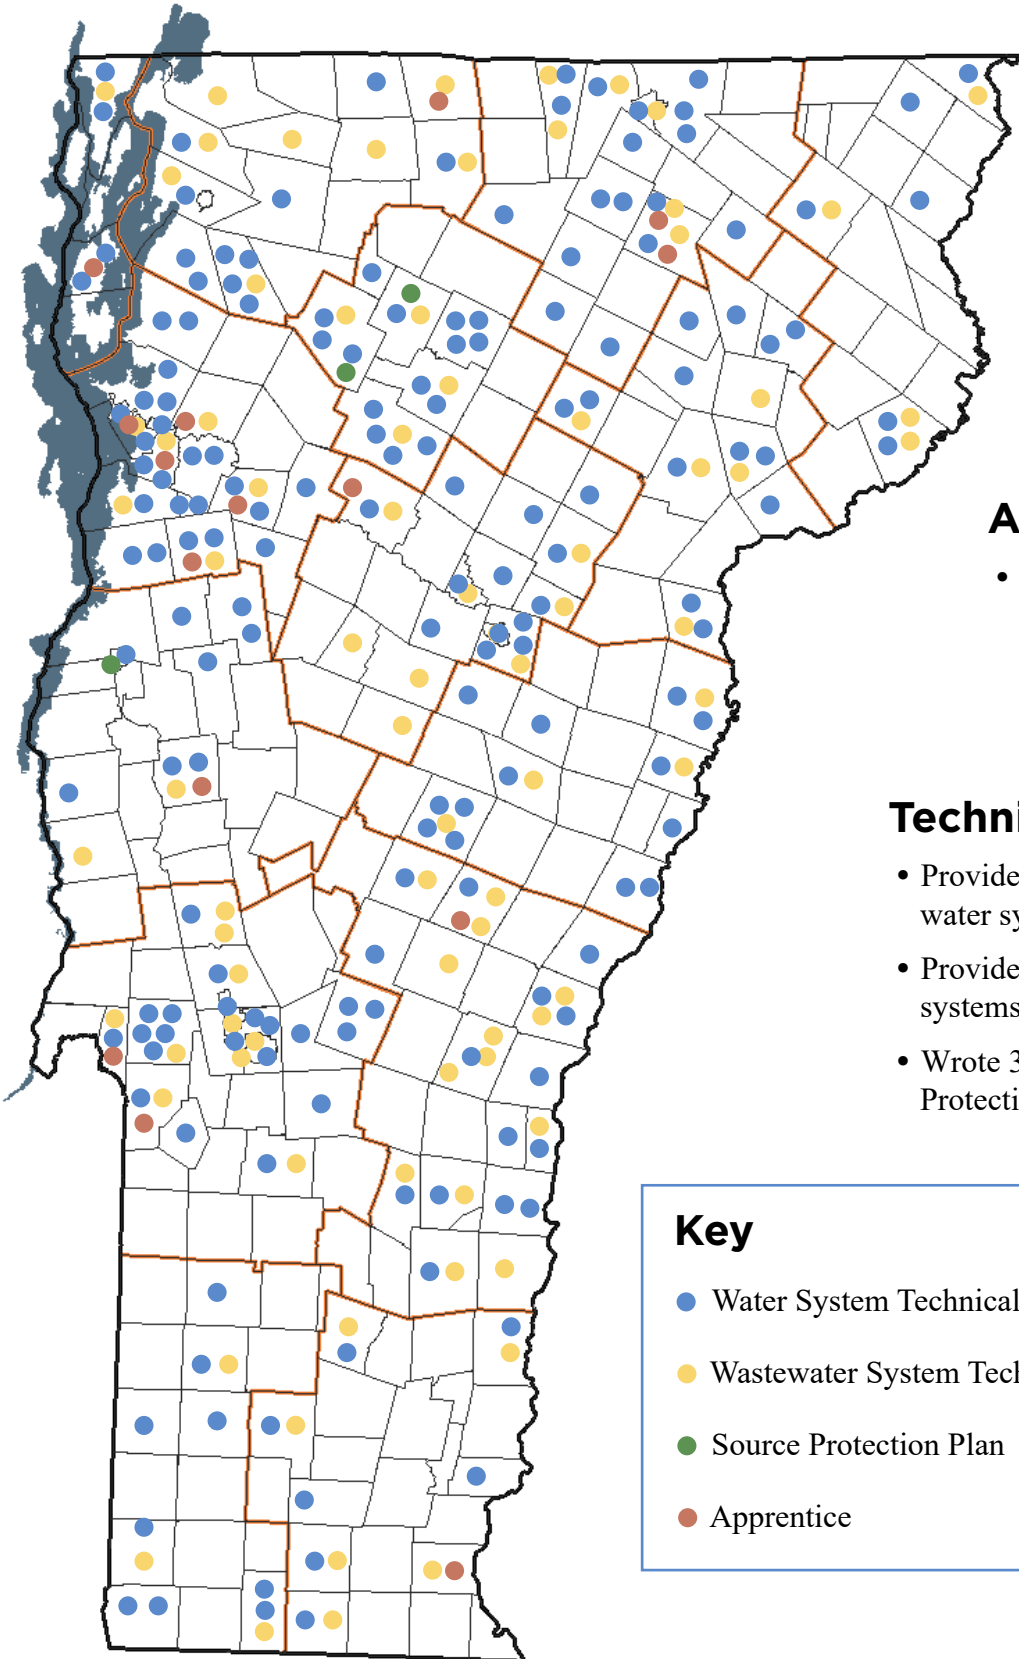 A
•
Techni
• Provide
water sy
• Provide
systems
• Wrote 3
Protecti
Key
Water System Technical
Wastewater System Tech
Source Protection Plan
Apprentice